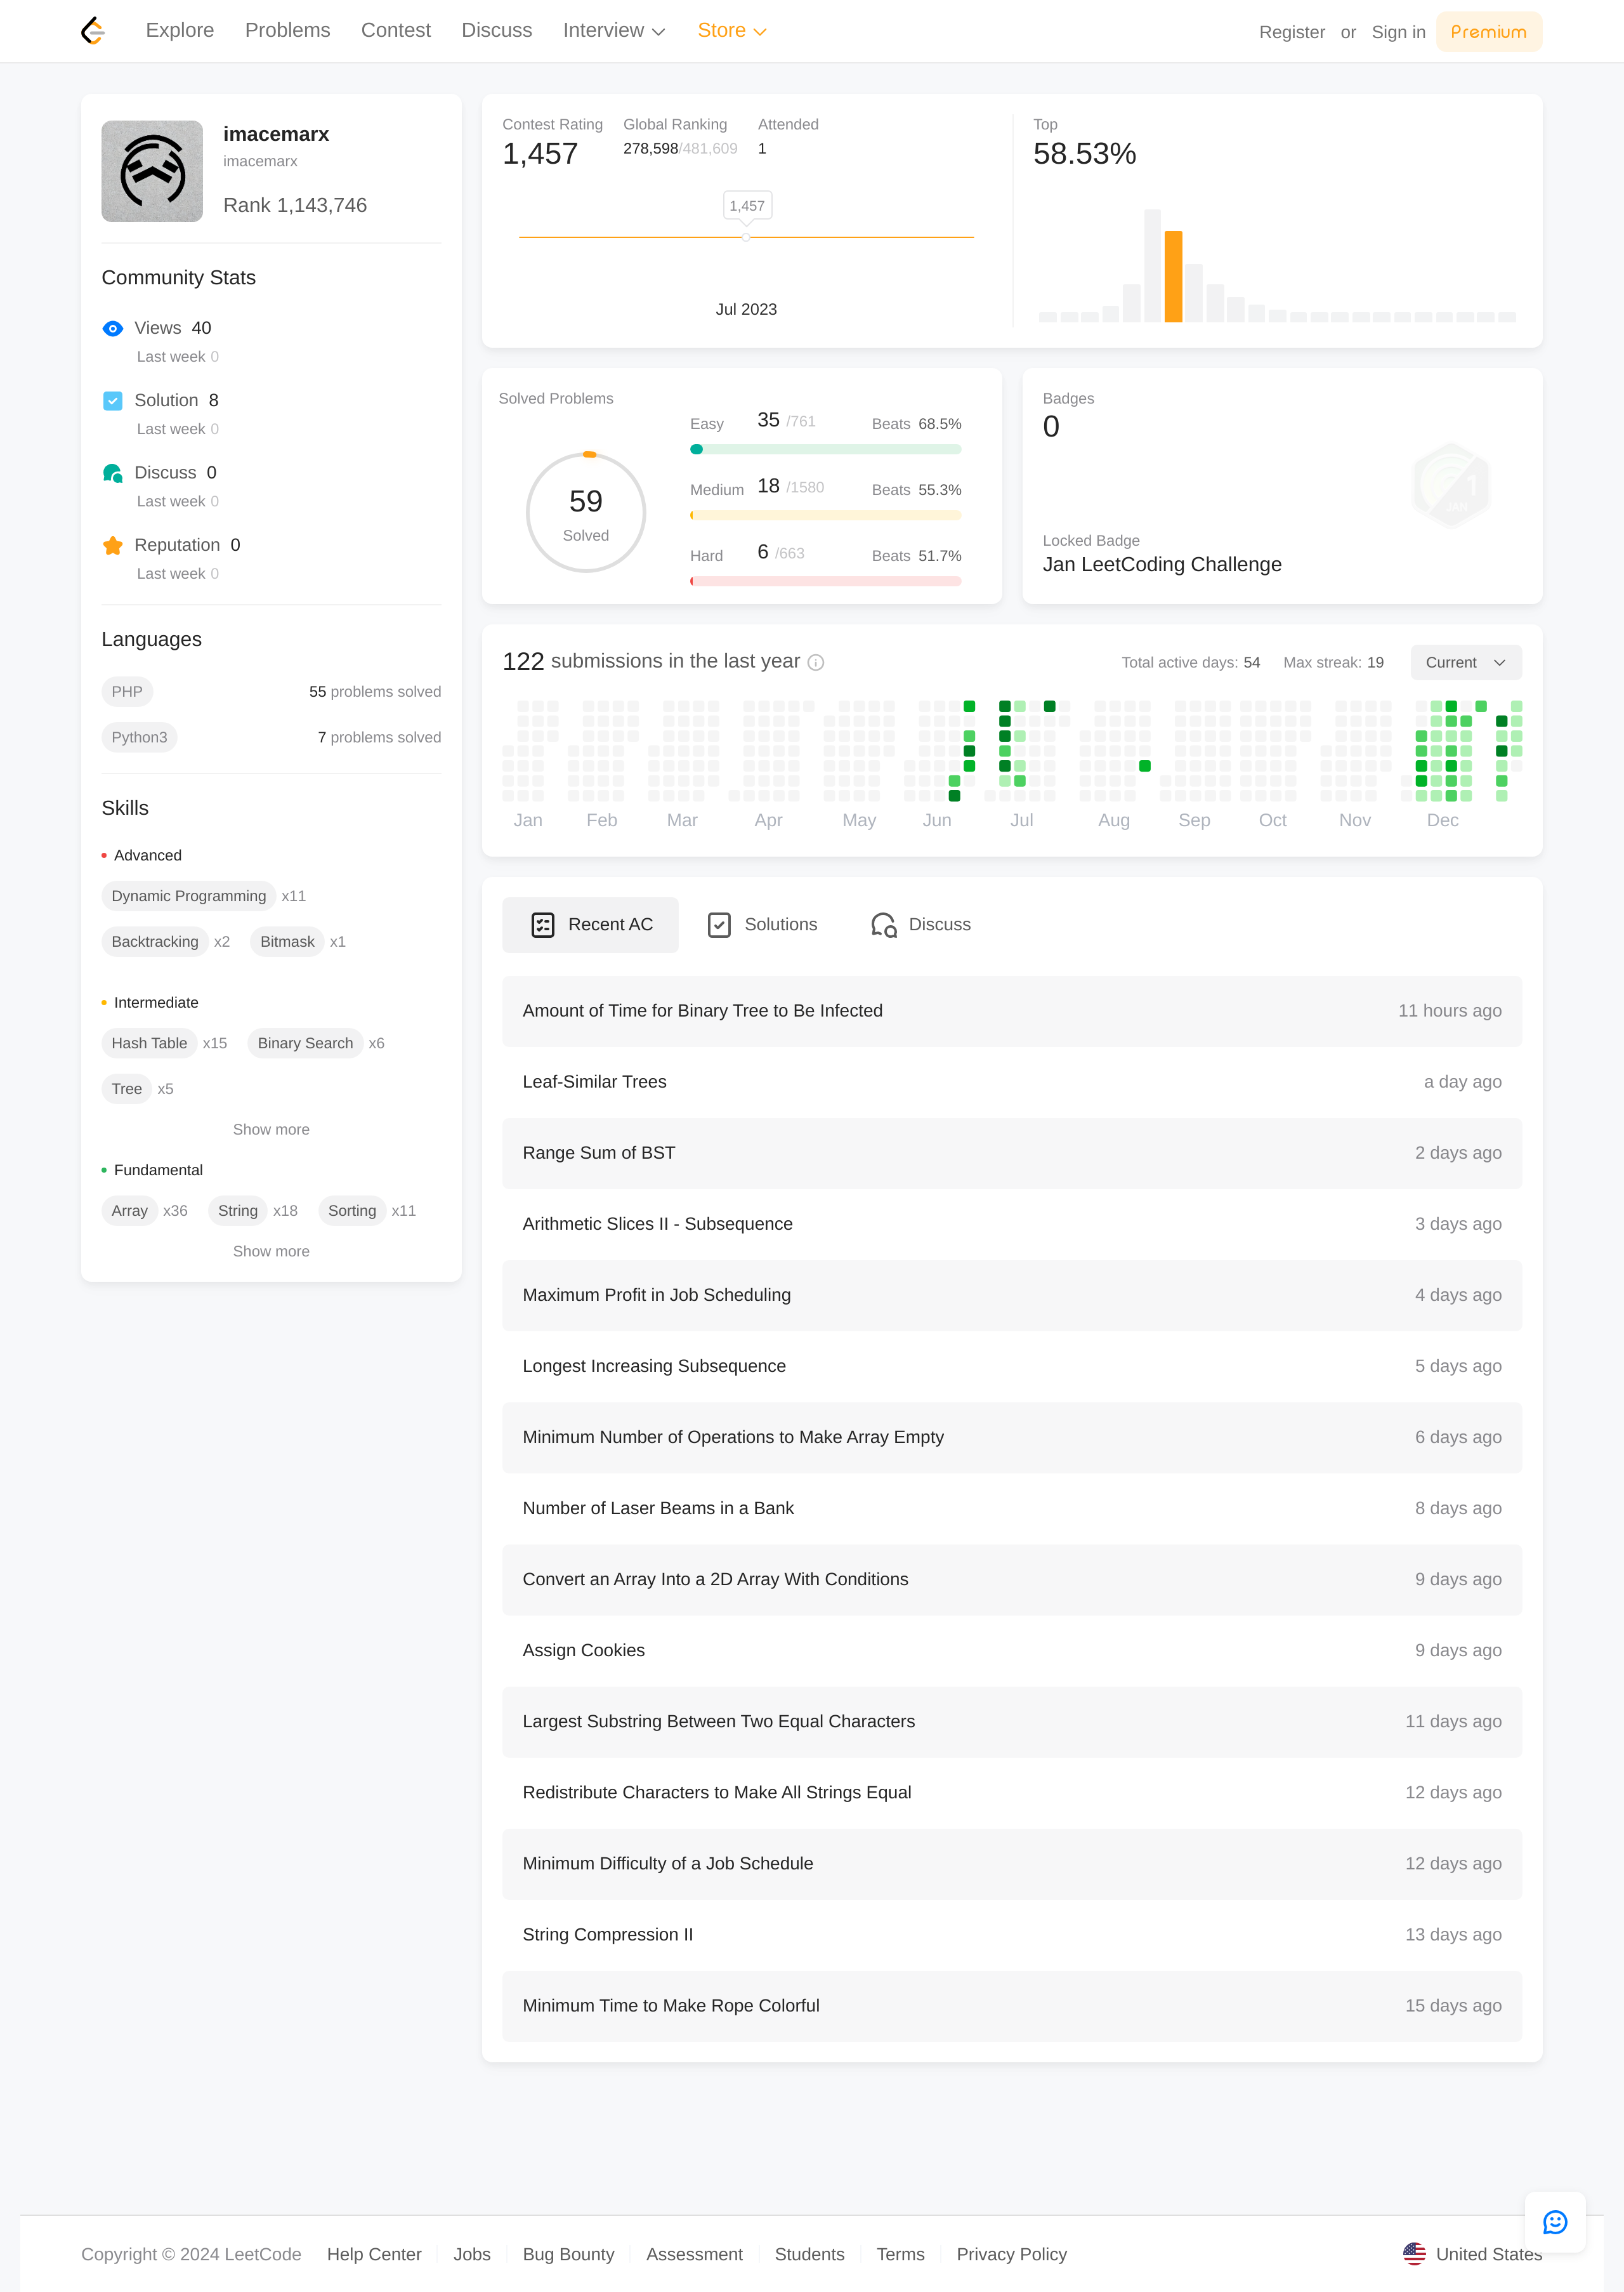 Explore Problems Contest Discuss Interview Store Register or Sign in Premium
imacemarx
imacemarx
Rank 1,143,746
Community Stats
Views 40
Last week 0
Solution 8
Last week 0
Discuss 0
Last week 0
Reputation 0
Last week 0
Languages
PHP 55 problems solved
Python3 7 problems solved
Skills
Advanced
Dynamic Programming x11
Backtracking x2 Bitmask x1
Intermediate
Hash Table x15 Binary Search x6
Tree x5
Show more
Fundamental
Array x36 String x18 Sorting x11
Show more
Contest Rating Global Ranking Attended
1,457 278,598/481,609 1
1,457
Jul 2023
Top
58.53%
Solved Problems
59
Solved
Easy 35 /761 Beats 68.5%
Medium 18 /1580 Beats 55.3%
Hard 6 /663 Beats 51.7%
Badges
0
1
JAN
Locked Badge
Jan LeetCoding Challenge
122 submissions in the last year Total active days: 54 Max streak: 19 Current
Jan Feb Mar Apr May Jun Jul Aug Sep Oct Nov Dec
Recent AC Solutions Discuss
Amount of Time for Binary Tree to Be Infected 11 hours ago
Leaf-Similar Trees a day ago
Range Sum of BST 2 days ago
Arithmetic Slices II - Subsequence 3 days ago
Maximum Profit in Job Scheduling 4 days ago
Longest Increasing Subsequence 5 days ago
Minimum Number of Operations to Make Array Empty 6 days ago
Number of Laser Beams in a Bank 8 days ago
Convert an Array Into a 2D Array With Conditions 9 days ago
Assign Cookies 9 days ago
Largest Substring Between Two Equal Characters 11 days ago
Redistribute Characters to Make All Strings Equal 12 days ago
Minimum Difficulty of a Job Schedule 12 days ago
String Compression II 13 days ago
Minimum Time to Make Rope Colorful 15 days ago
Copyright © 2024 LeetCode Help Center Jobs Bug Bounty Assessment Students Terms Privacy Policy United States